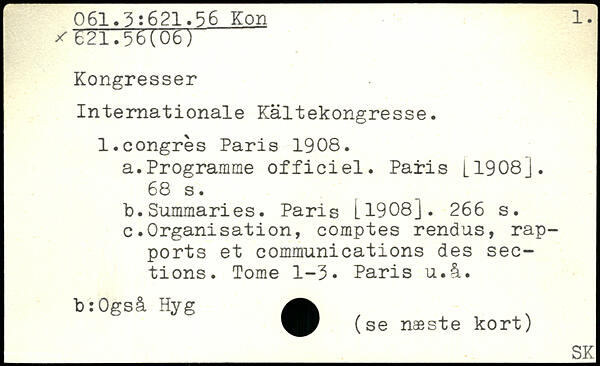 061.3:621.56 Kon
1.
× 621.56(06)
Kongresser
Internationale Kältekongresse.
1.congrès Paris 1908.
a.Programme officiel. Paris [1908].
68 s.
b.Summaries. Paris [1908]. 266 s.
c.Organisation, comptes rendus, rap-
ports et communications des sec-
tions. Tome 1-3. Paris u.å.
b:Også Hyg
(se næste kort)
SK